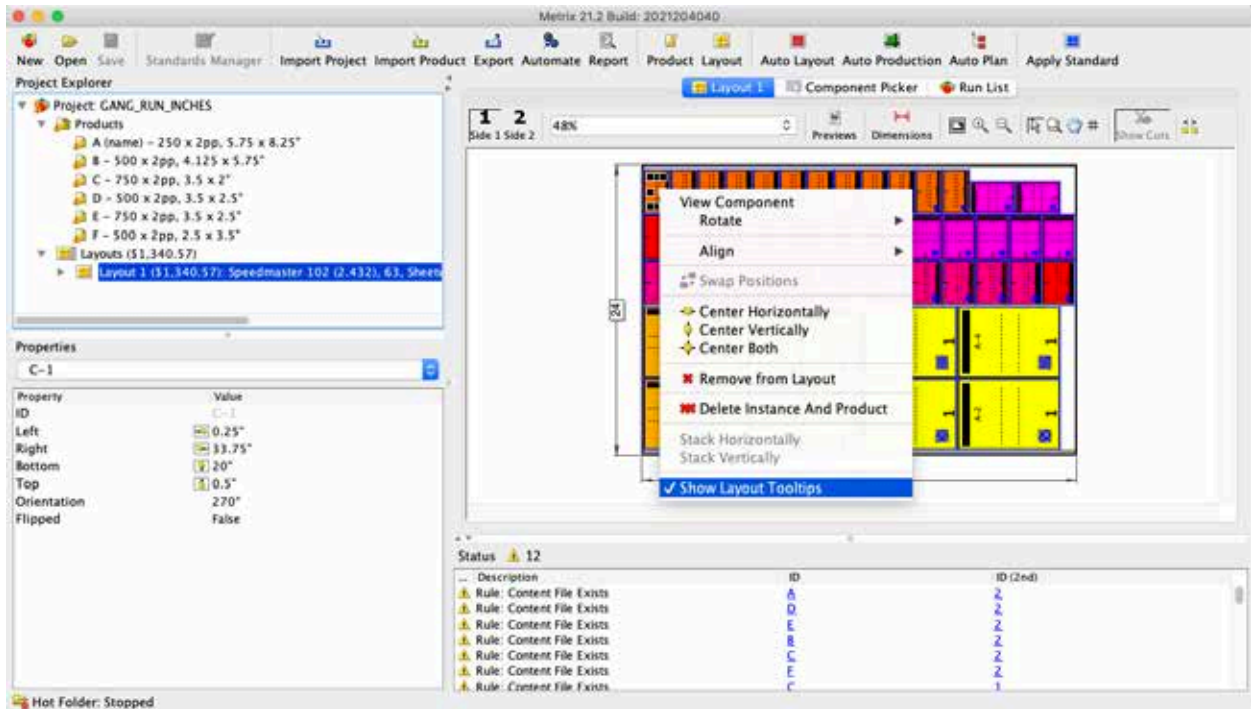 Metrix 21.2 Build: 2021204040
New Open Save Standards Manager Import Project Import Product Export Automate Report Product Layout Auto Layout Auto Production Auto Plan Apply Standard
Project Explorer
Project: GANG_RUN_INCHES
Products
A (name) - 250 x 2pp, 5.75 x 8.25"
B - 500 x 2pp, 4.125 x 5.75"
C - 750 x 2pp, 3.5 x 2"
D - 500 x 2pp, 3.5 x 2.5"
E - 750 x 2pp, 3.5 x 2.5"
F - 500 x 2pp, 2.5 x 3.5"
Layouts ($1,340.57)
Layout 1 ($1,340.57): Speedmaster 102 (2.432), 63, Sheet
Properties
C-1
Property Value
ID C-1
Left 0.25"
Right 33.75"
Bottom 20"
Top 0.5"
Orientation 270°
Flipped False
Layout 1 Component Picker Run List
1 2
Side 1 Side 2 48% Previews Dimensions Show Cuts
24
View Component
Rotate
Align
Swap Positions
Center Horizontally
Center Vertically
Center Both
Remove from Layout
Delete Instance And Product
Stack Horizontally
Stack Vertically
✓ Show Layout Tooltips
1 A-4 1
1 A-2 1
Status 12
... Description ID ID (2nd)
Rule: Content File Exists A 2
Rule: Content File Exists D 2
Rule: Content File Exists E 2
Rule: Content File Exists B 2
Rule: Content File Exists C 2
Rule: Content File Exists F 2
Rule: Content File Exists C 1
Hot Folder: Stopped